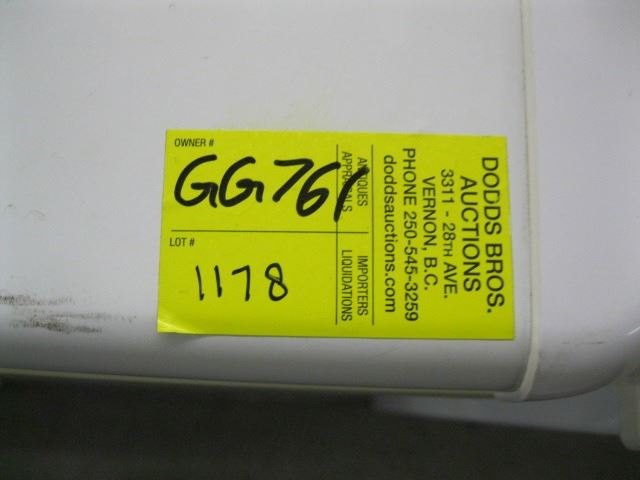 OWNER #
GG761
LOT #
1178
ANTIQUES
APPRAISALS
IMPORTERS
LIQUIDATIONS
DODDS BROS.
AUCTIONS
3311 - 28TH AVE.
VERNON, B.C.
PHONE 250-545-3259
doddsauctions.com